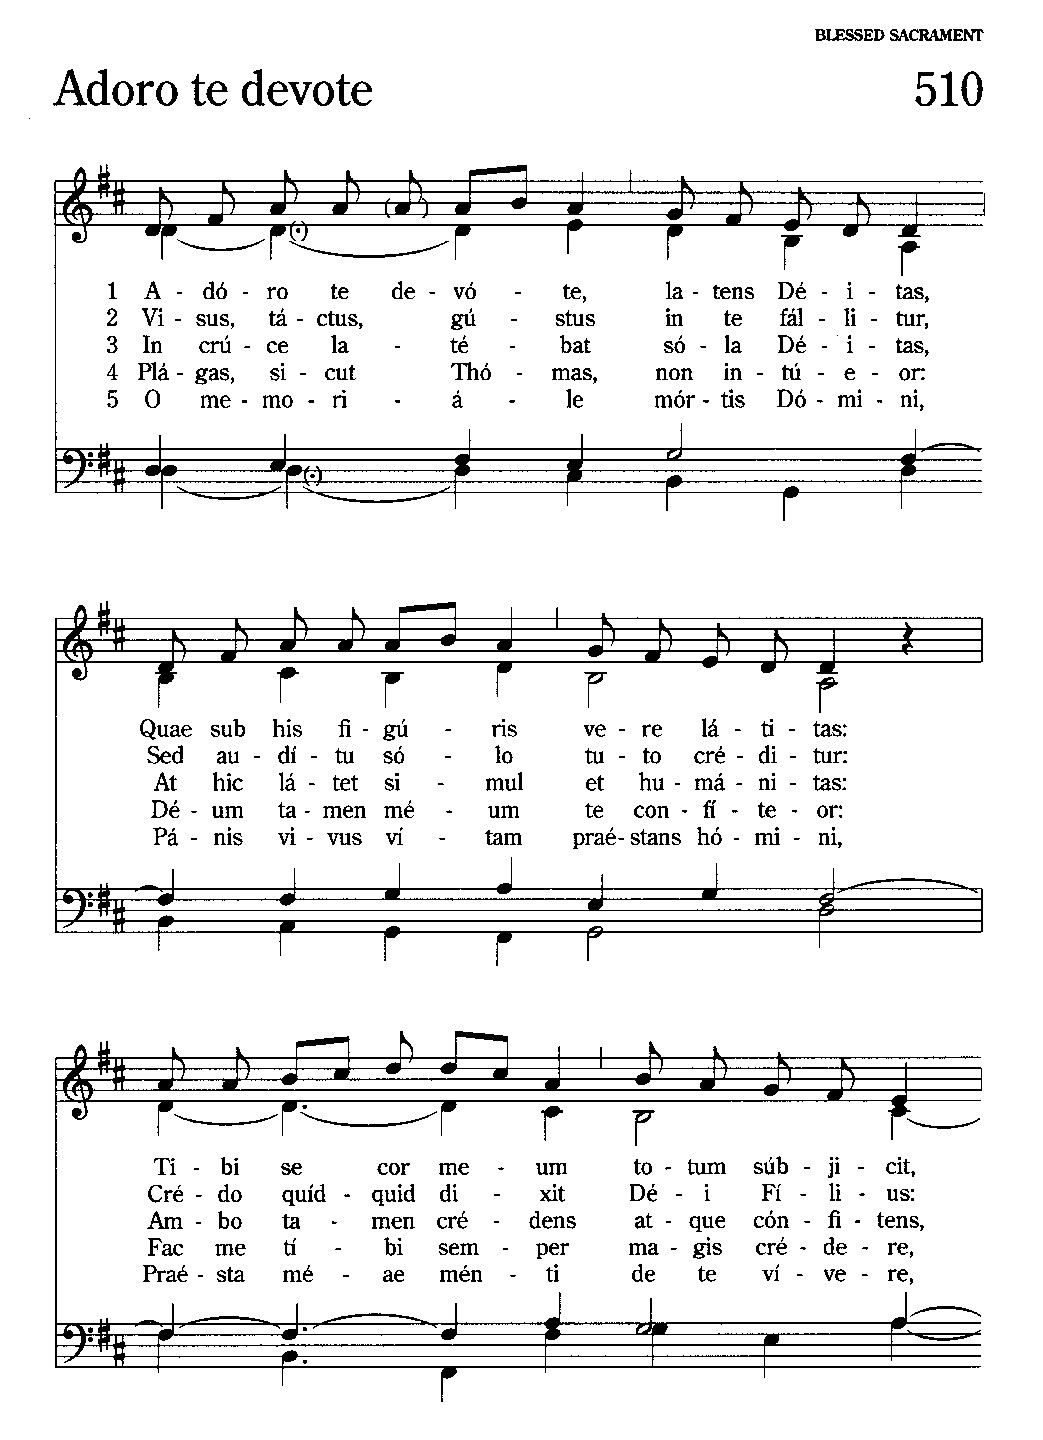 BLESSED SACRAMENT
Adoro te devote 510
1 A - dó - ro te de - vó - te, la - tens Dé - i - tas,
2 Vi - sus, tá - ctus, gú - stus in te fál - li - tur,
3 In crú - ce la - té - bat só - la Dé - i - tas,
4 Plá - gas, si - cut Thó - mas, non in - tú - e - or:
5 O me - mo - ri - á - le mór - tis Dó - mi - ni,
Quae sub his fi - gú - ris ve - re lá - ti - tas:
Sed au - dí - tu só - lo tu - to cré - di - tur:
At hic lá - tet si - mul et hu - má - ni - tas:
Dé - um ta - men mé - um te con - fí - te - or:
Pá - nis vi - vus ví - tam praé - stans hó - mi - ni,
Ti - bi se cor me - um to - tum súb - ji - cit,
Cré - do quíd - quid di - xit Dé - i Fí - li - us:
Am - bo ta - men cré - dens at - que cón - fi - tens,
Fac me tí - bi sem - per ma - gis cré - de - re,
Praé - sta mé - ae mén - ti de te ví - ve - re,